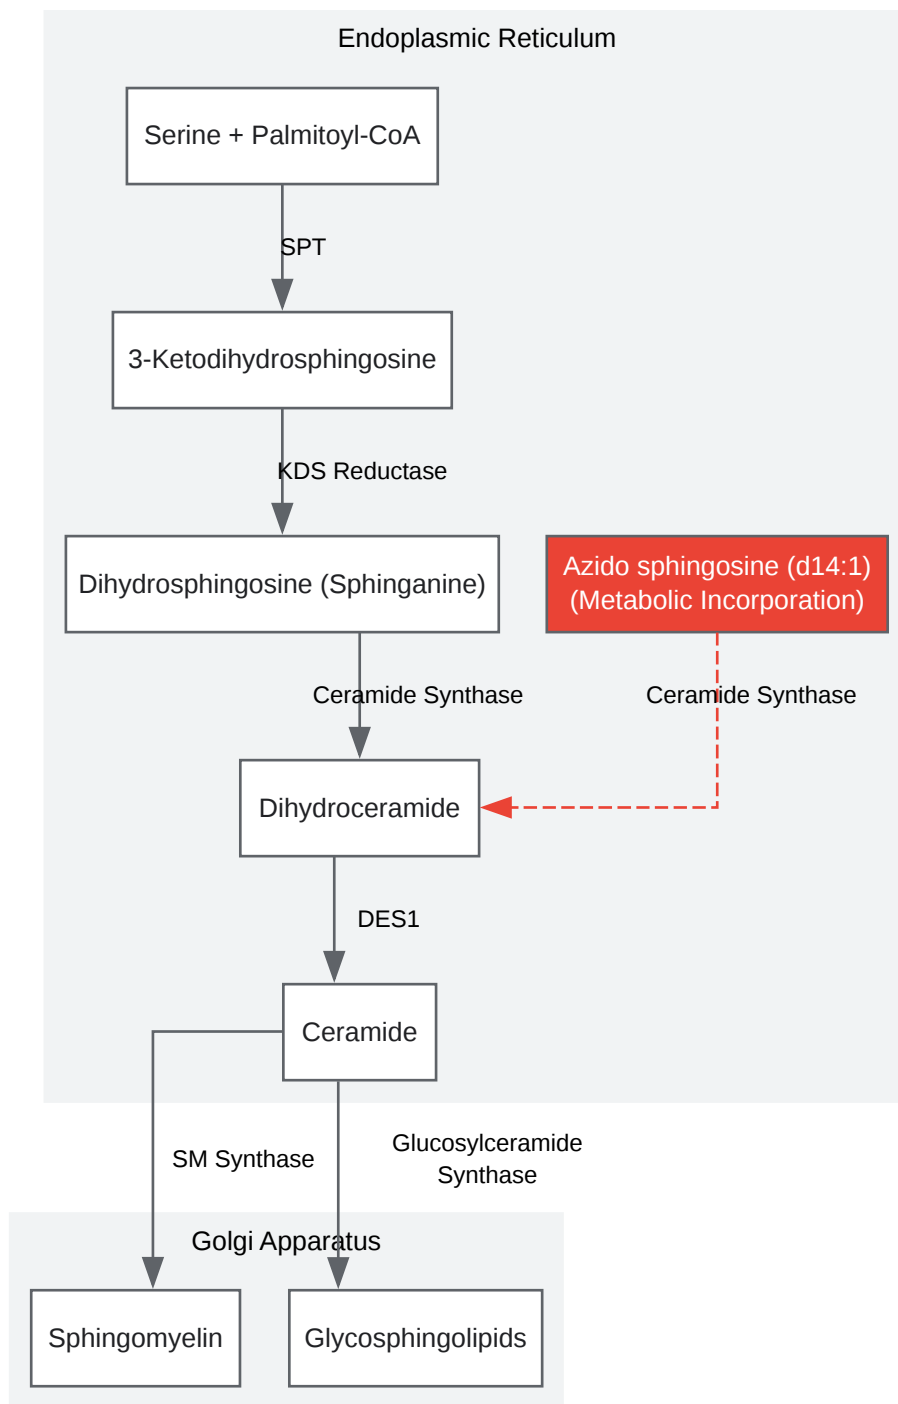 Endoplasmic Reticulum
Serine + Palmitoyl-CoA
SPT
3-Ketodihydrosphingosine
KDS Reductase
Dihydrosphingosine (Sphinganine)
Azido sphingosine (d14:1)
(Metabolic Incorporation)
Ceramide Synthase
Ceramide Synthase
Dihydroceramide
DES1
Ceramide
SM Synthase
Glucosylceramide
Synthase
Golgi Apparatus
Sphingomyelin
Glycosphingolipids